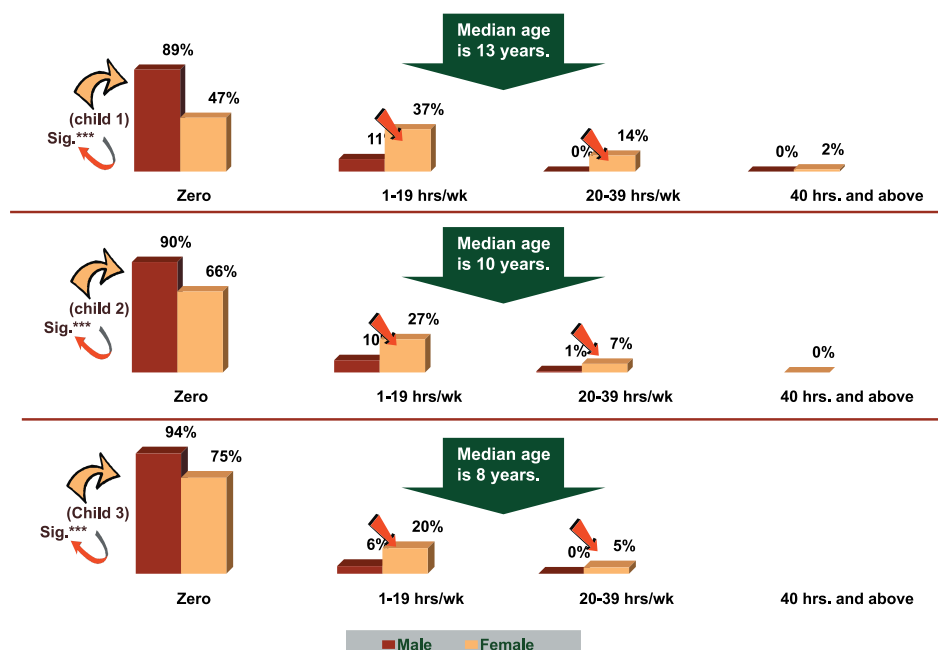 Median age
is 13 years.
89%
47%
(child 1)
Sig.***
11%
37%
0%
14%
0%
2%
Zero
1-19 hrs/wk
20-39 hrs/wk
40 hrs. and above
Median age
is 10 years.
90%
66%
(child 2)
Sig.***
10%
27%
1%
7%
0%
Zero
1-19 hrs/wk
20-39 hrs/wk
40 hrs. and above
Median age
is 8 years.
94%
75%
(Child 3)
Sig.***
6%
20%
0%
5%
Zero
1-19 hrs/wk
20-39 hrs/wk
40 hrs. and above
Male
Female